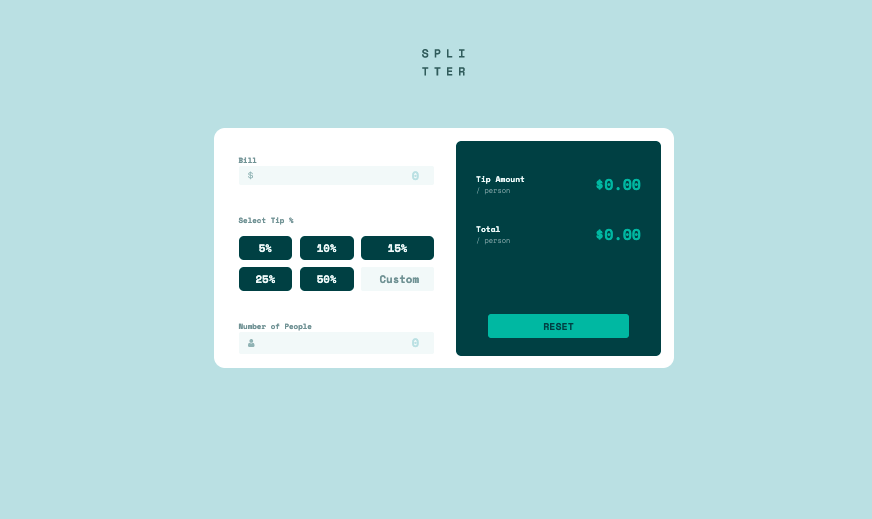 SPLI
TTER
Bill
$ 0
Select Tip %
5% 10% 15%
25% 50% Custom
Number of People
0
Tip Amount
/ person
$0.00
Total
/ person
$0.00
RESET